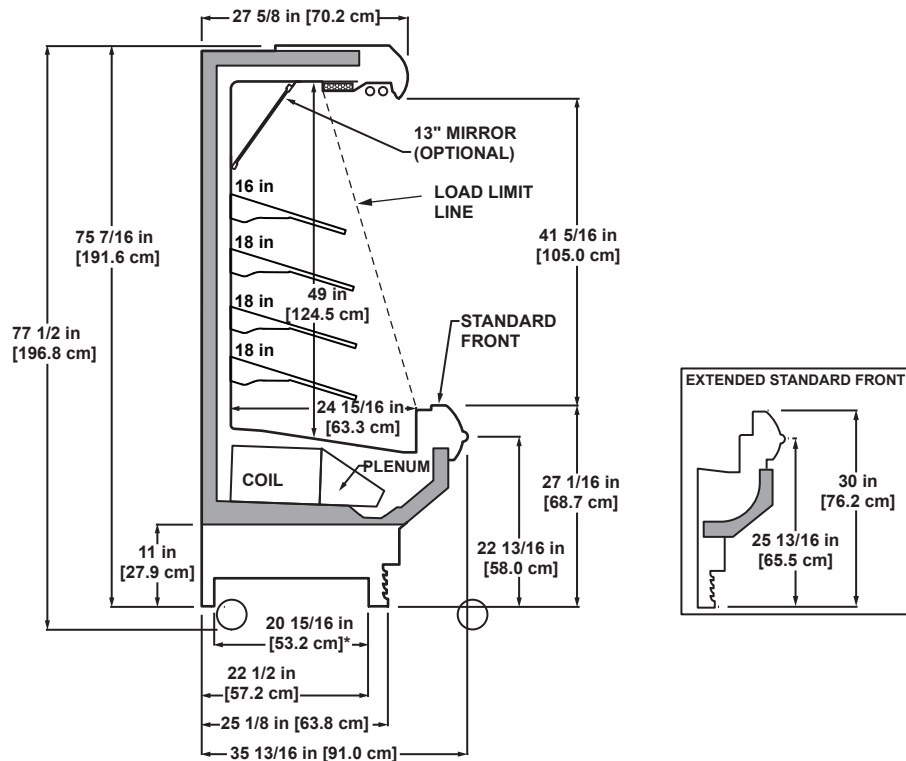 27 5/8 in [70.2 cm]
13" MIRROR
(OPTIONAL)
16 in
LOAD LIMIT
LINE
75 7/16 in
[191.6 cm]
41 5/16 in
[105.0 cm]
18 in
49 in
[124.5 cm]
18 in
77 1/2 in
[196.8 cm]
STANDARD
FRONT
18 in
24 15/16 in
[63.3 cm]
COIL
PLENUM
27 1/16 in
[68.7 cm]
11 in
[27.9 cm]
22 13/16 in
[58.0 cm]
20 15/16 in
[53.2 cm]*
22 1/2 in
[57.2 cm]
25 1/8 in [63.8 cm]
35 13/16 in [91.0 cm]
EXTENDED STANDARD FRONT
30 in
[76.2 cm]
25 13/16 in
[65.5 cm]